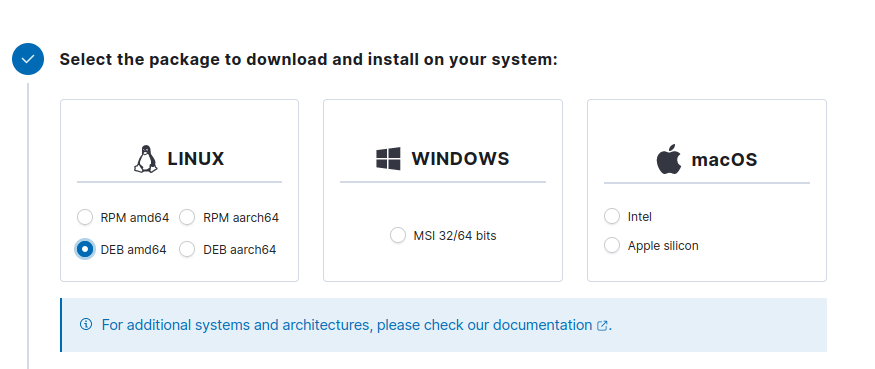 Select the package to download and install on your system:
LINUX
RPM amd64 RPM aarch64
DEB amd64 DEB aarch64
WINDOWS
MSI 32/64 bits
macOS
Intel
Apple silicon
For additional systems and architectures, please check our documentation.